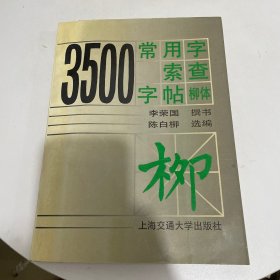 3500
常用字
索查
字帖 柳体
李荣国 撰书
陈白柳 选编
柳
上海交通大学出版社